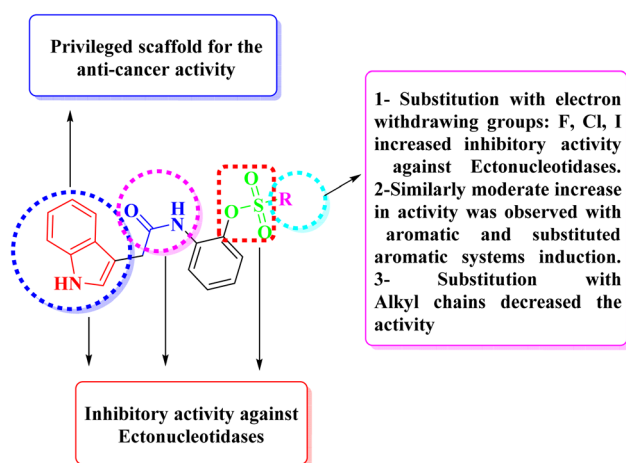 Privileged scaffold for the
anti-cancer activity
1- Substitution with electron
withdrawing groups: F, Cl, I
increased inhibitory activity
against Ectonucleotidases.
2-Similarly moderate increase
in activity was observed with
aromatic and substituted
aromatic systems induction.
3- Substitution with
Alkyl chains decreased the
activity
O
H
N
O
O
S
R
O
HN
Inhibitory activity against
Ectonucleotidases